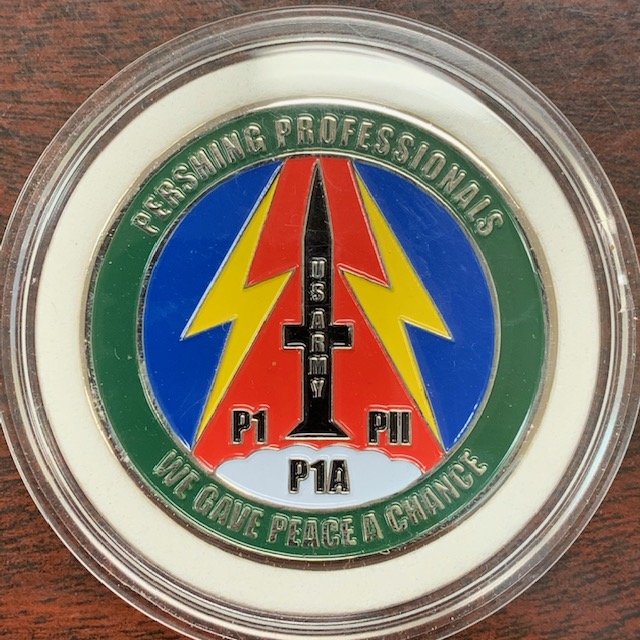 PERSHING PROFESSIONALS
US ARMY
P1
PII
P1A
WE GAVE PEACE A CHANCE